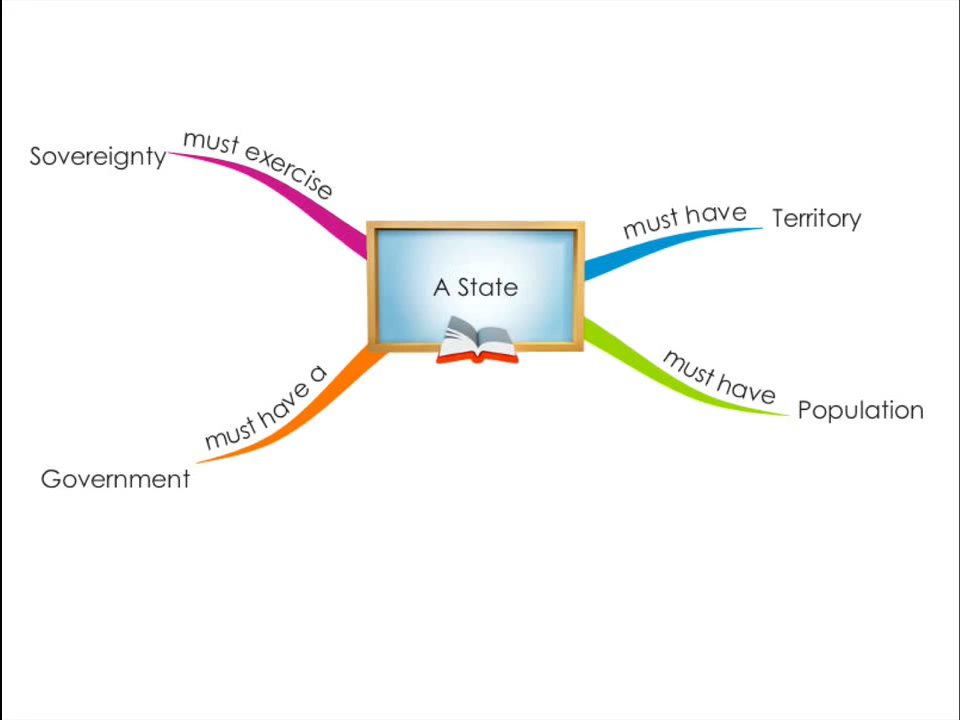 A State
must exercise
Sovereignty
must have
Territory
must have
Population
must have a
Government